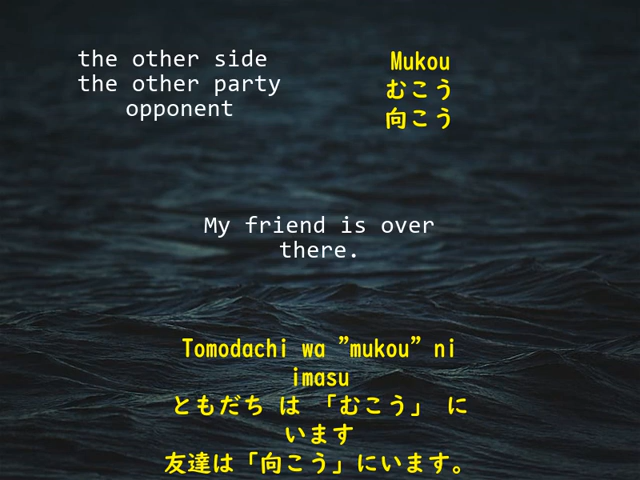 the other side
the other party
opponent
Mukou
むこう
向こう
My friend is over
there.
Tomodachi wa ”mukou” ni
imasu
ともだち は 「むこう」 に
います
友達は「向こう」にいます。